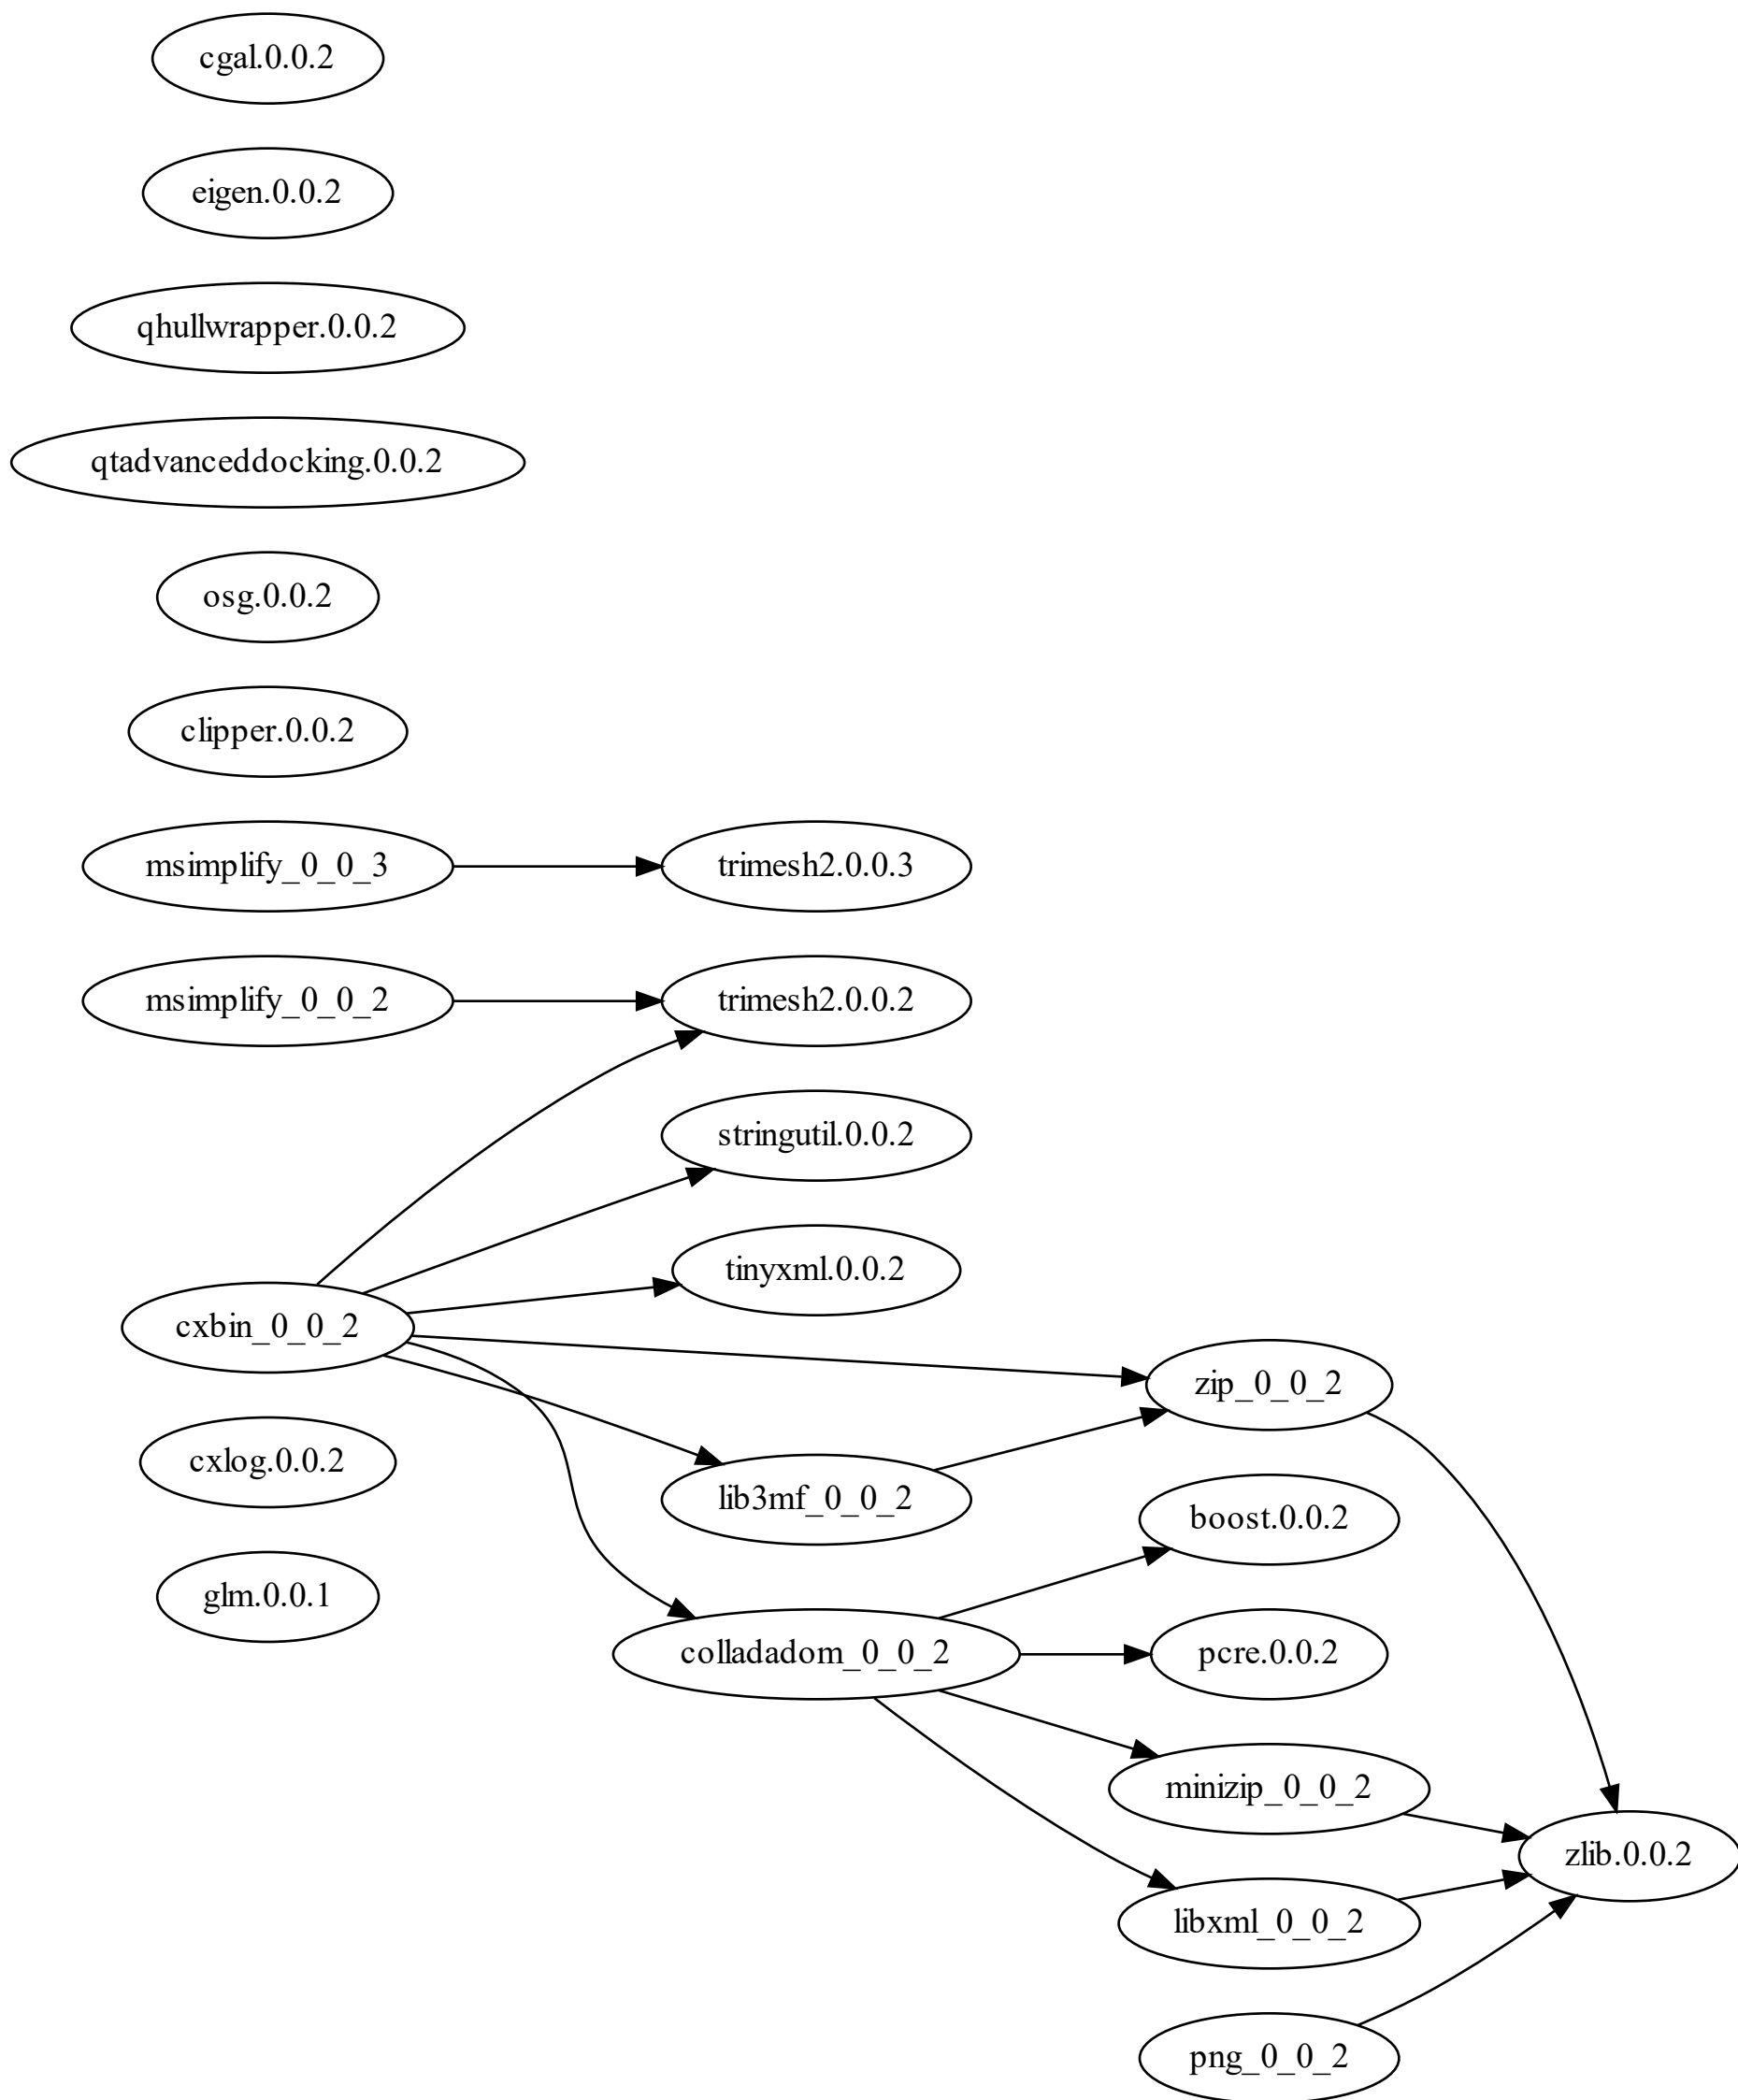 cgal.0.0.2
eigen.0.0.2
qhullwrapper.0.0.2
qtadvanceddocking.0.0.2
osg.0.0.2
clipper.0.0.2
msimplify_0_0_3
trimesh2.0.0.3
msimplify_0_0_2
trimesh2.0.0.2
stringutil.0.0.2
tinyxml.0.0.2
cxbin_0_0_2
zip_0_0_2
cxlog.0.0.2
lib3mf_0_0_2
boost.0.0.2
glm.0.0.1
colladadom_0_0_2
pcre.0.0.2
minizip_0_0_2
zlib.0.0.2
libxml_0_0_2
png_0_0_2